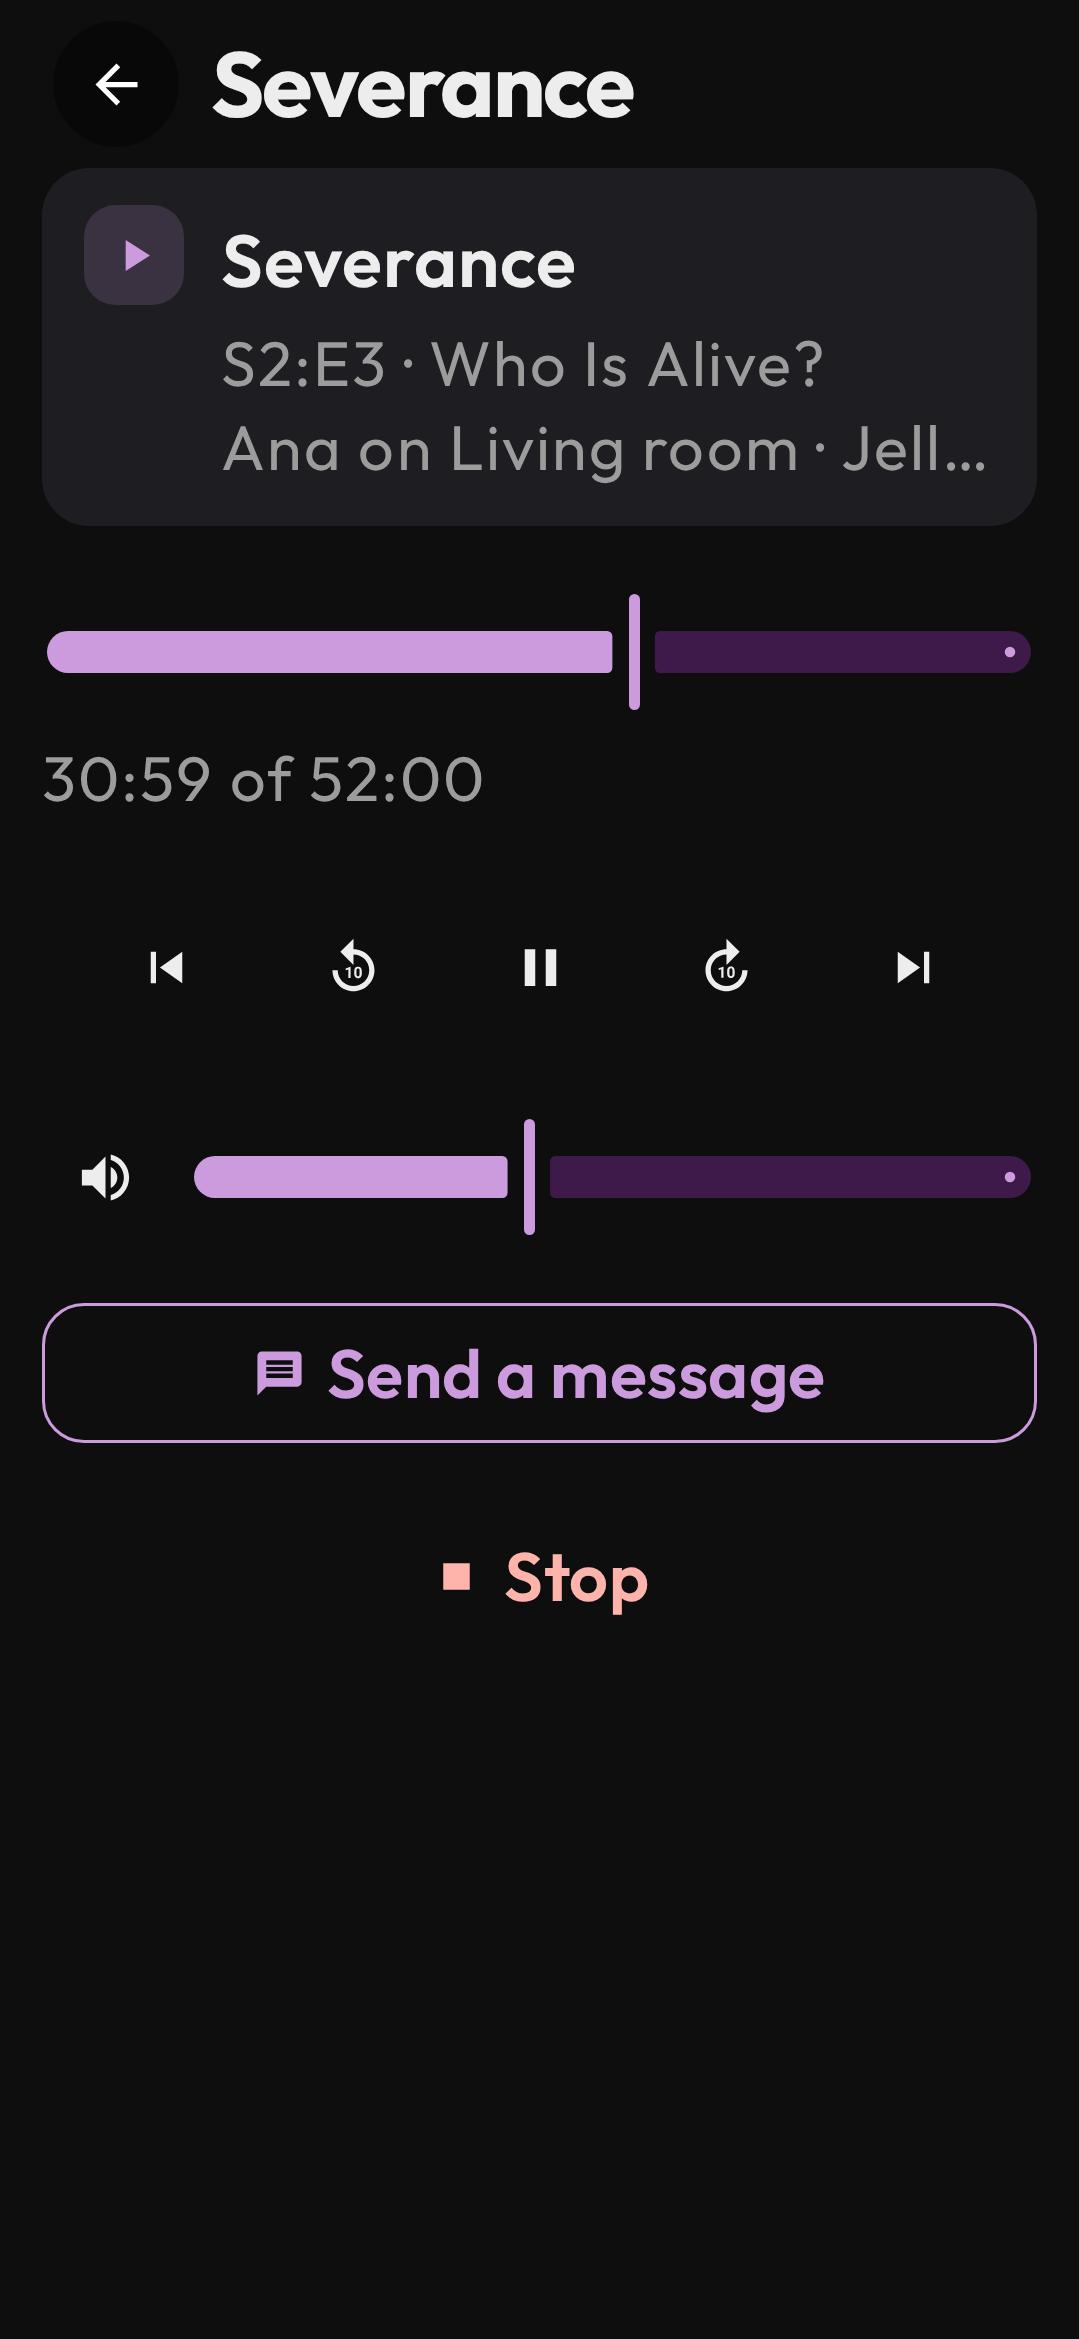 Severance
Severance
S2:E3 · Who Is Alive?
Ana on Living room · Jell…
30:59 of 52:00
10
10
Send a message
Stop